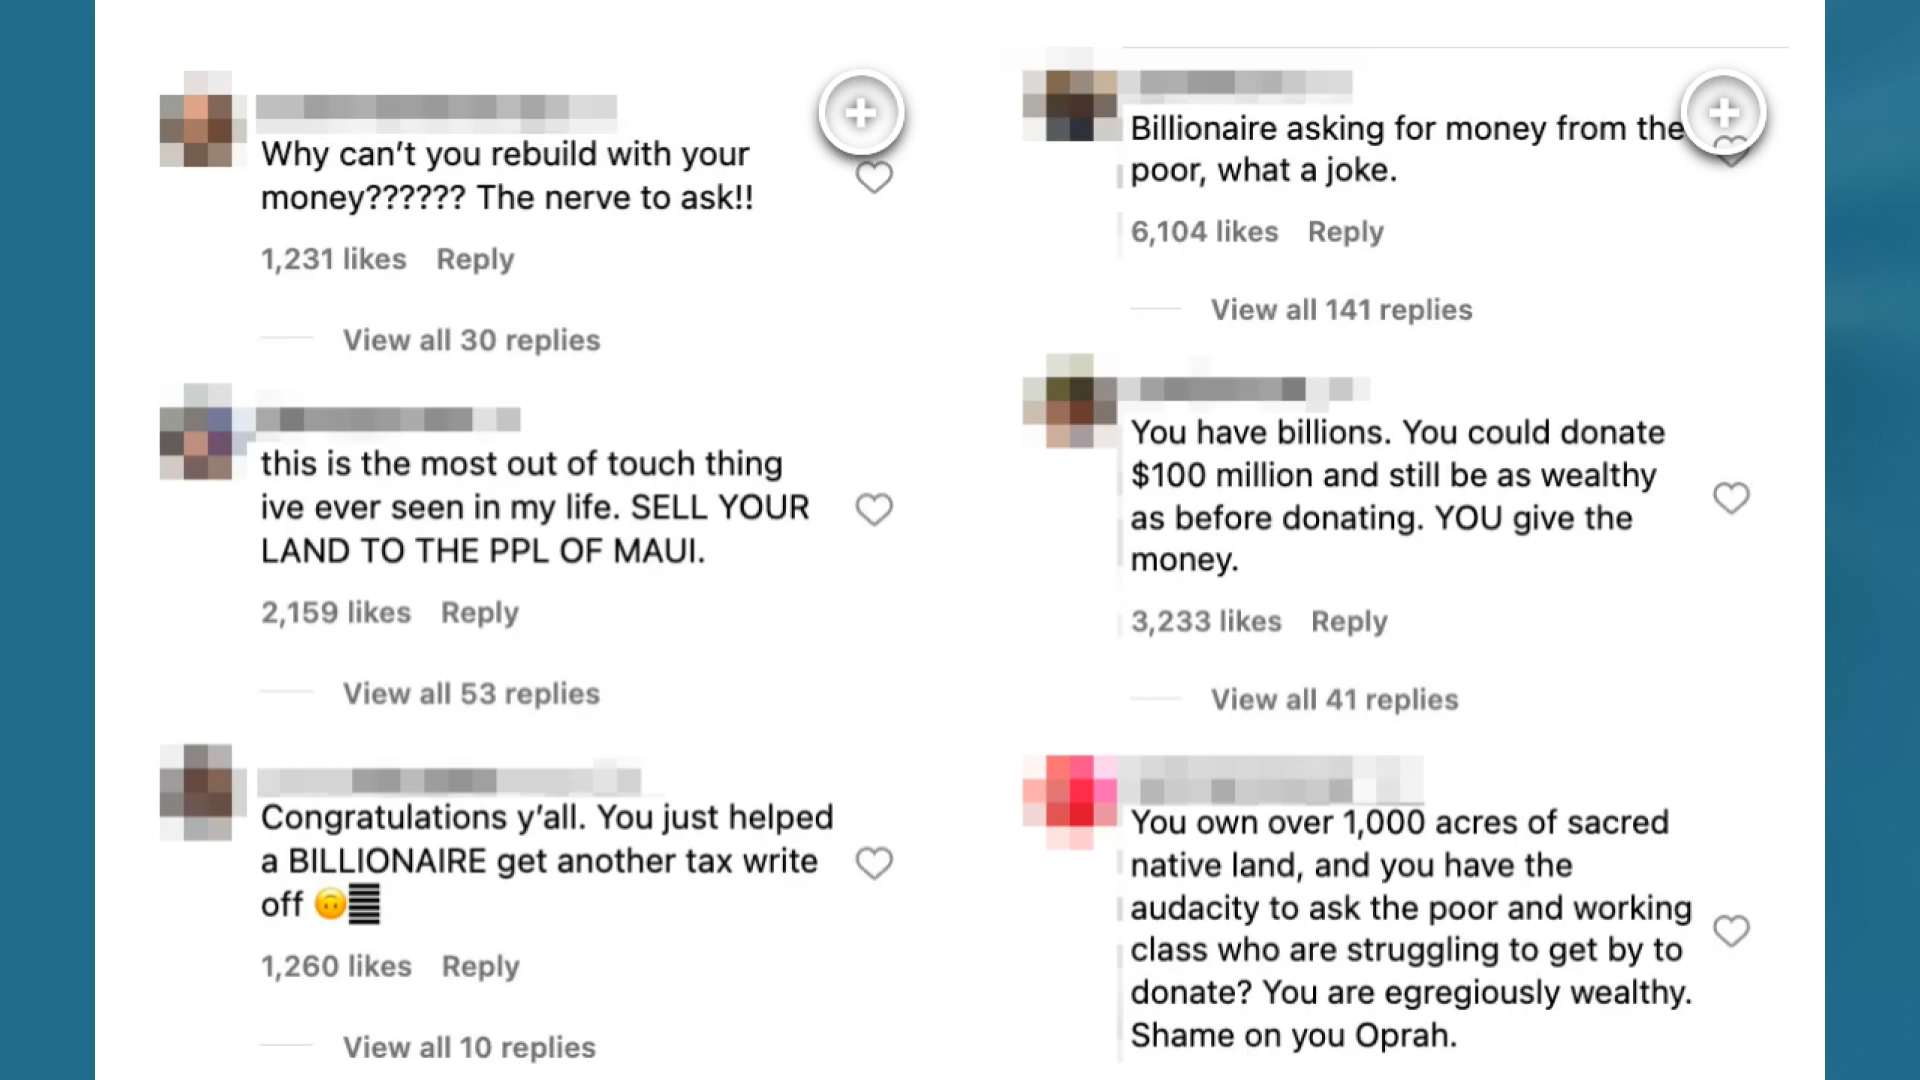 Why can’t you rebuild with your
money?????? The nerve to ask!!
1,231 likes Reply
View all 30 replies
this is the most out of touch thing
ive ever seen in my life. SELL YOUR
LAND TO THE PPL OF MAUI.
2,159 likes Reply
View all 53 replies
Congratulations y’all. You just helped
a BILLIONAIRE get another tax write
off 🙃
1,260 likes Reply
View all 10 replies
Billionaire asking for money from the
poor, what a joke.
6,104 likes Reply
View all 141 replies
You have billions. You could donate
$100 million and still be as wealthy
as before donating. YOU give the
money.
3,233 likes Reply
View all 41 replies
You own over 1,000 acres of sacred
native land, and you have the
audacity to ask the poor and working
class who are struggling to get by to
donate? You are egregiously wealthy.
Shame on you Oprah.